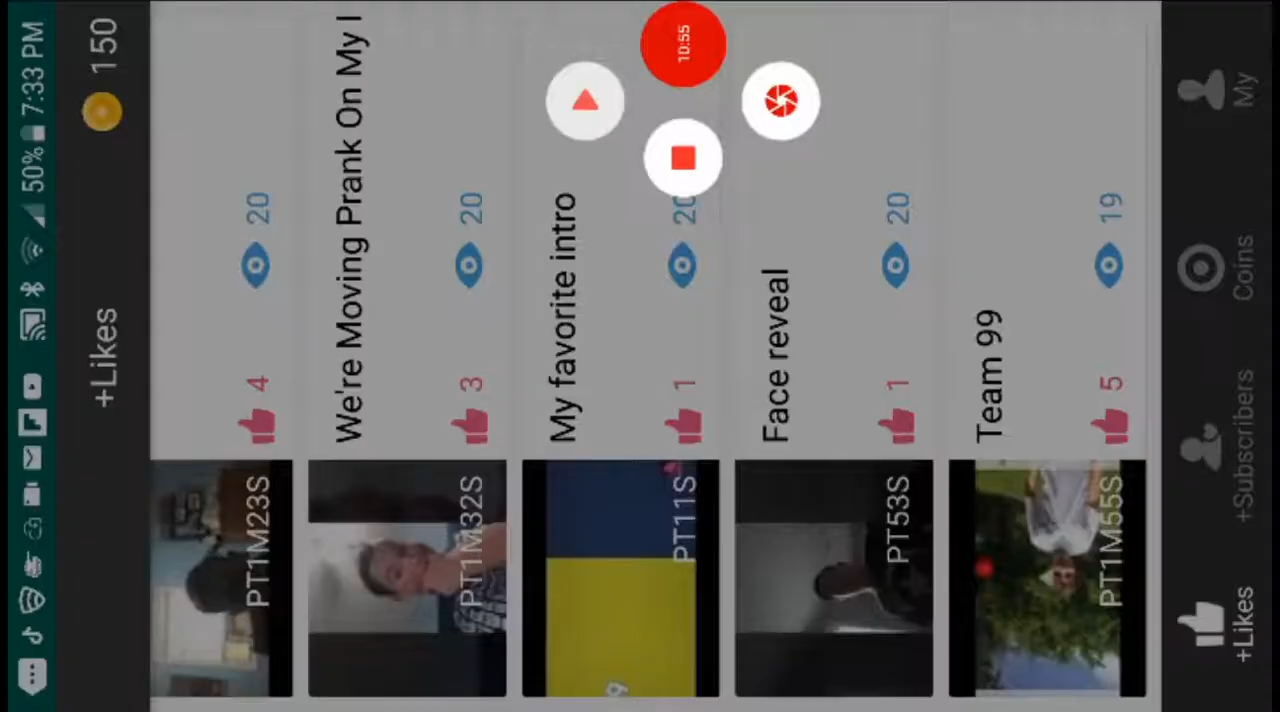 50% 7:33 PM
+Likes
150
4
20
PT1M23S
We're Moving Prank On My
3
20
PT1M32S
My favorite intro
1
20
PT11S
Face reveal
1
20
PT53S
Team 99
5
19
PT1M55S
10:55
+Likes
+Subscribers
Coins
My